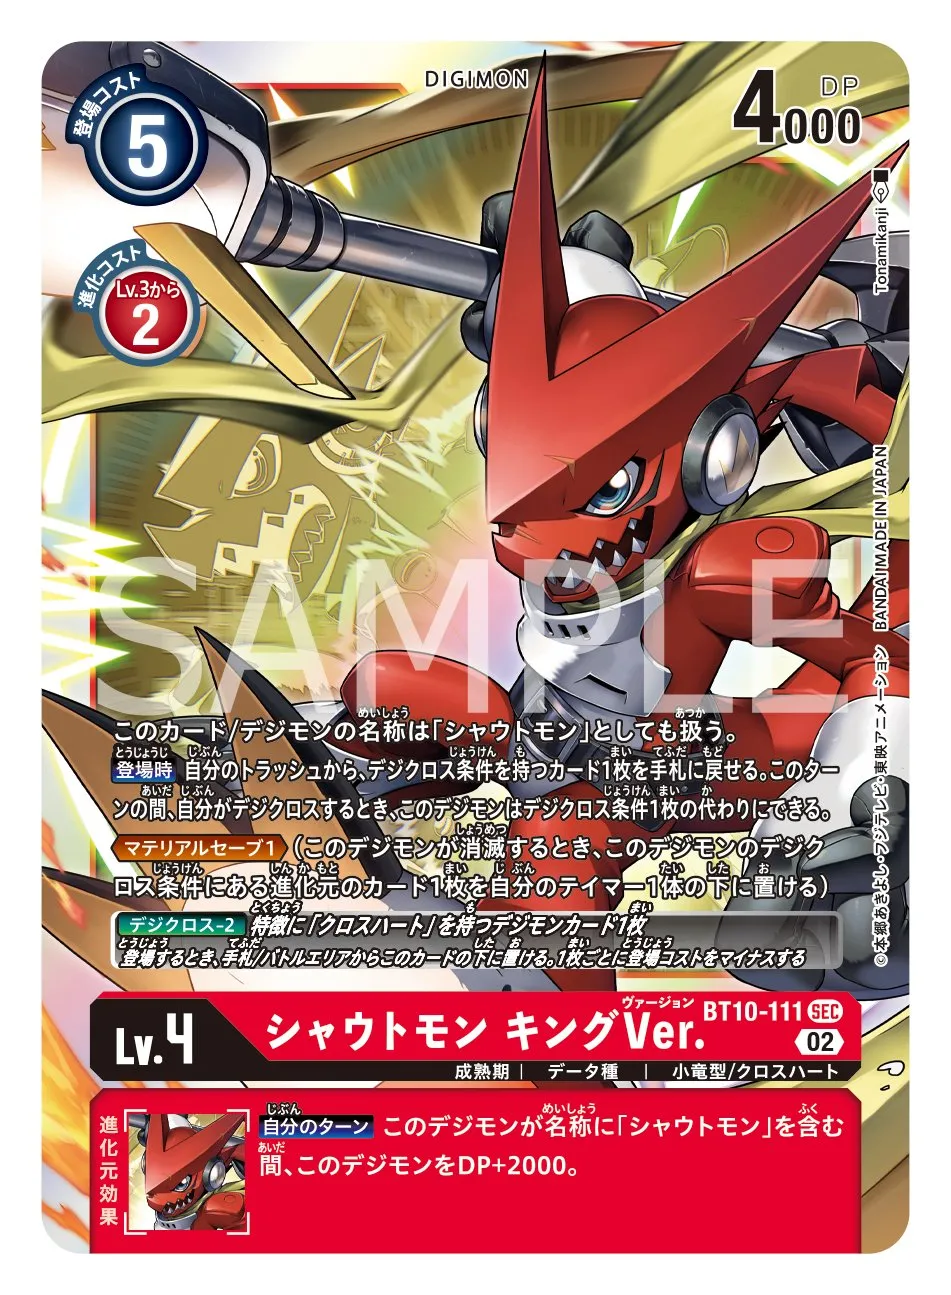 DIGIMON
登場コスト
5
DP
4000
進化コスト
Lv.3から
2
Tonamikanji
BANDAI MADE IN JAPAN
©本郷あきよし・フジテレビ・東映アニメーション
SAMPLE
このカード/デジモンの名称は「シャウトモン」としても扱う。
登場時 自分のトラッシュから、デジクロス条件を持つカード1枚を手札に戻せる。このター
ンの間、自分がデジクロスするとき、このデジモンはデジクロス条件1枚の代わりにできる。
マテリアルセーブ1 (このデジモンが消滅するとき、このデジモンのデジク
ロス条件にある進化元のカード1枚を自分のテイマー1体の下に置ける)
デジクロス-2 特徴に「クロスハート」を持つデジモンカード1枚
登場するとき、手札/バトルエリアからこのカードの下に置ける。1枚ごとに登場コストをマイナスする
Lv.4
シャウトモン キングVer.
ヴァージョン
BT10-111 SEC
02
成熟期 | データ種 | 小竜型/クロスハート
進化元効果
自分のターン このデジモンが名称に「シャウトモン」を含む
間、このデジモンをDP+2000。